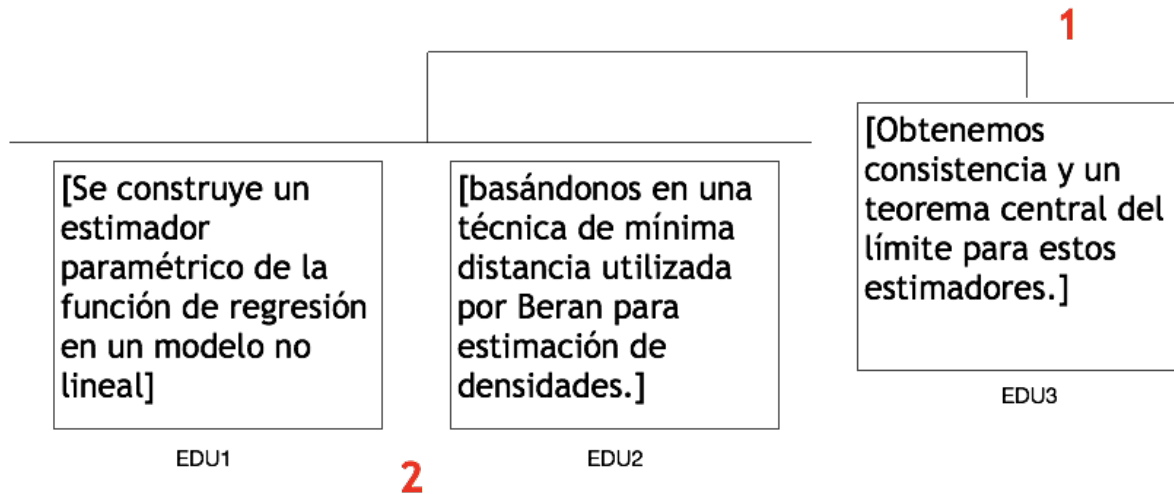 1
[Se construye un
estimador
paramétrico de la
función de regresión
en un modelo no
lineal]
EDU1
[basándonos en una
técnica de mínima
distancia utilizada
por Beran para
estimación de
densidades.]
EDU2
[Obtenemos
consistencia y un
teorema central del
límite para estos
estimadores.]
EDU3
2